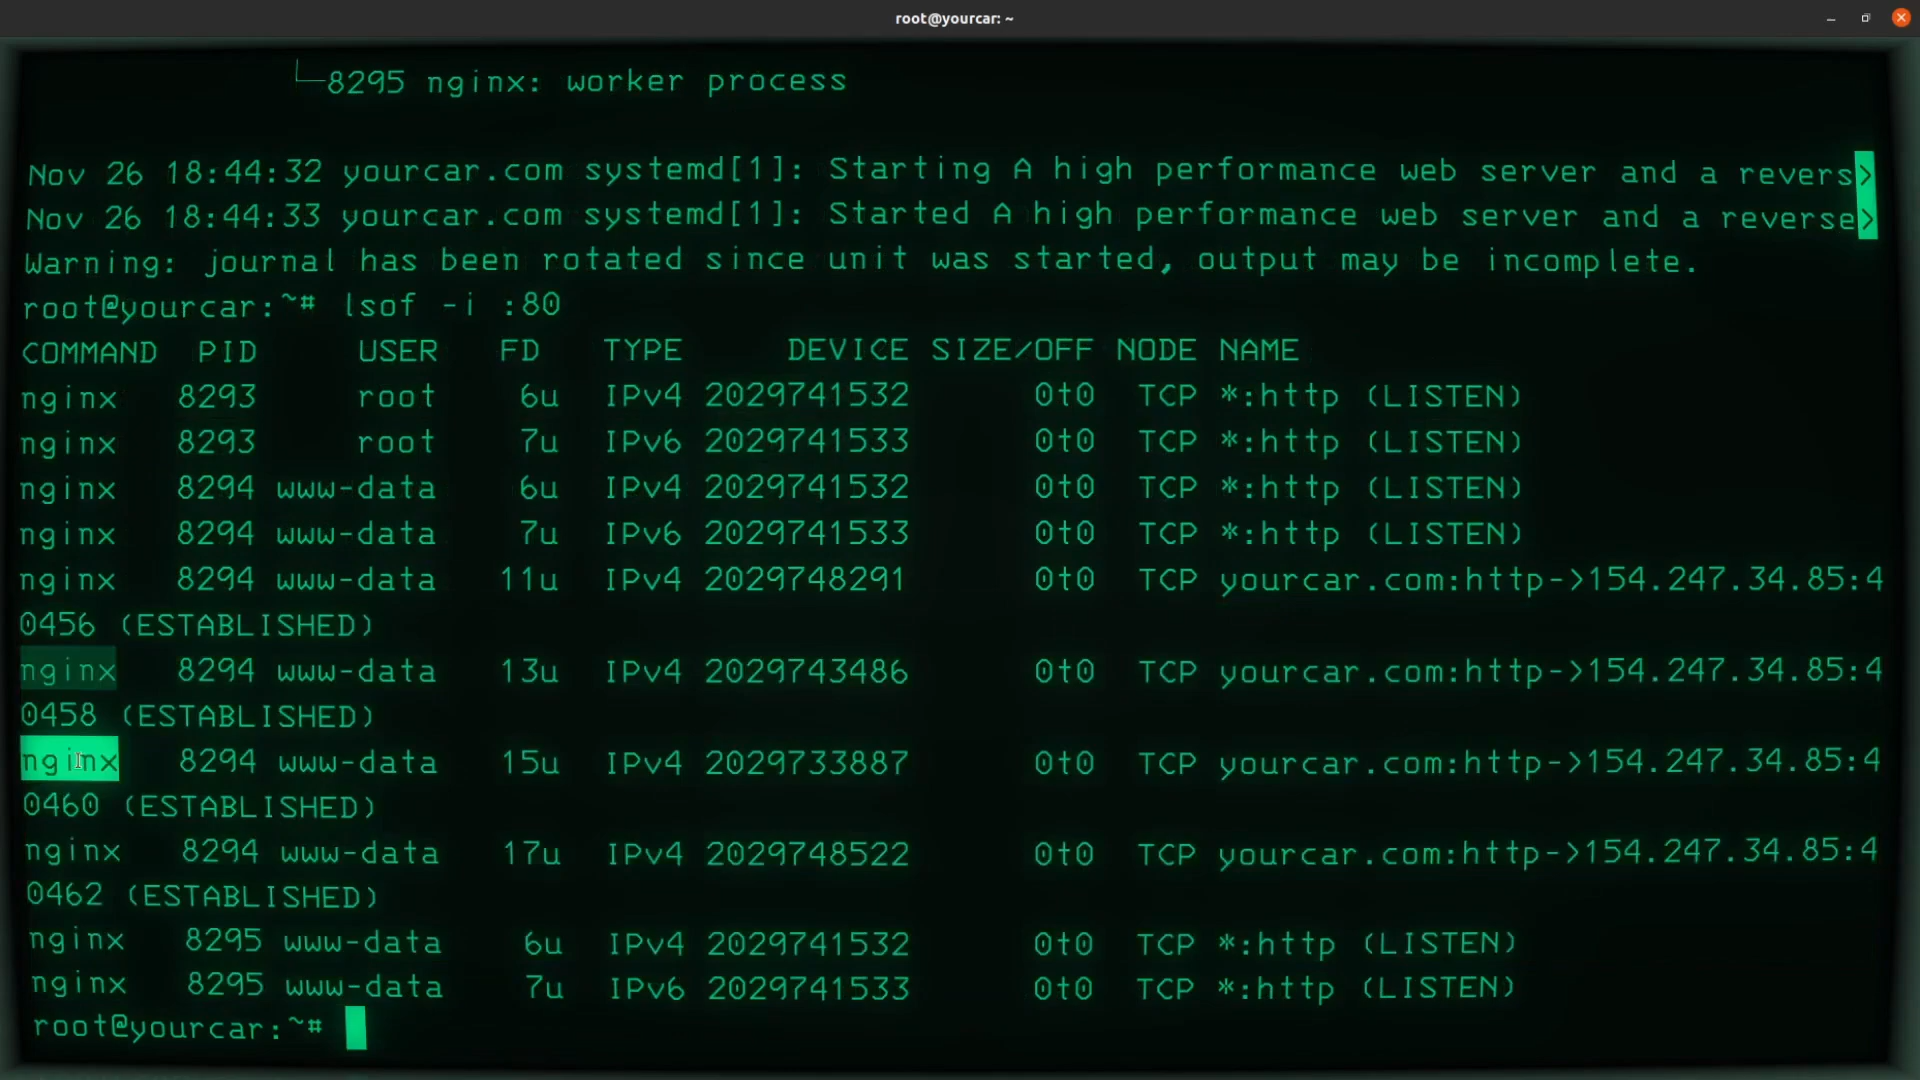 root@yourcar: ~
└─8295 nginx: worker process
Nov 26 18:44:32 yourcar.com systemd[1]: Starting A high performance web server and a revers>
Nov 26 18:44:33 yourcar.com systemd[1]: Started A high performance web server and a reverse>
Warning: journal has been rotated since unit was started, output may be incomplete.
root@yourcar:~# lsof -i :80
COMMAND  PID     USER   FD   TYPE     DEVICE SIZE/OFF NODE NAME
nginx   8293     root    6u  IPv4 2029741532      0t0  TCP *:http (LISTEN)
nginx   8293     root    7u  IPv6 2029741533      0t0  TCP *:http (LISTEN)
nginx   8294 www-data    6u  IPv4 2029741532      0t0  TCP *:http (LISTEN)
nginx   8294 www-data    7u  IPv6 2029741533      0t0  TCP *:http (LISTEN)
nginx   8294 www-data   11u  IPv4 2029748291      0t0  TCP yourcar.com:http->154.247.34.85:4
0456 (ESTABLISHED)
nginx   8294 www-data   13u  IPv4 2029743486      0t0  TCP yourcar.com:http->154.247.34.85:4
0458 (ESTABLISHED)
nginx   8294 www-data   15u  IPv4 2029733887      0t0  TCP yourcar.com:http->154.247.34.85:4
0460 (ESTABLISHED)
nginx   8294 www-data   17u  IPv4 2029748522      0t0  TCP yourcar.com:http->154.247.34.85:4
0462 (ESTABLISHED)
nginx   8295 www-data    6u  IPv4 2029741532      0t0  TCP *:http (LISTEN)
nginx   8295 www-data    7u  IPv6 2029741533      0t0  TCP *:http (LISTEN)
root@yourcar:~#